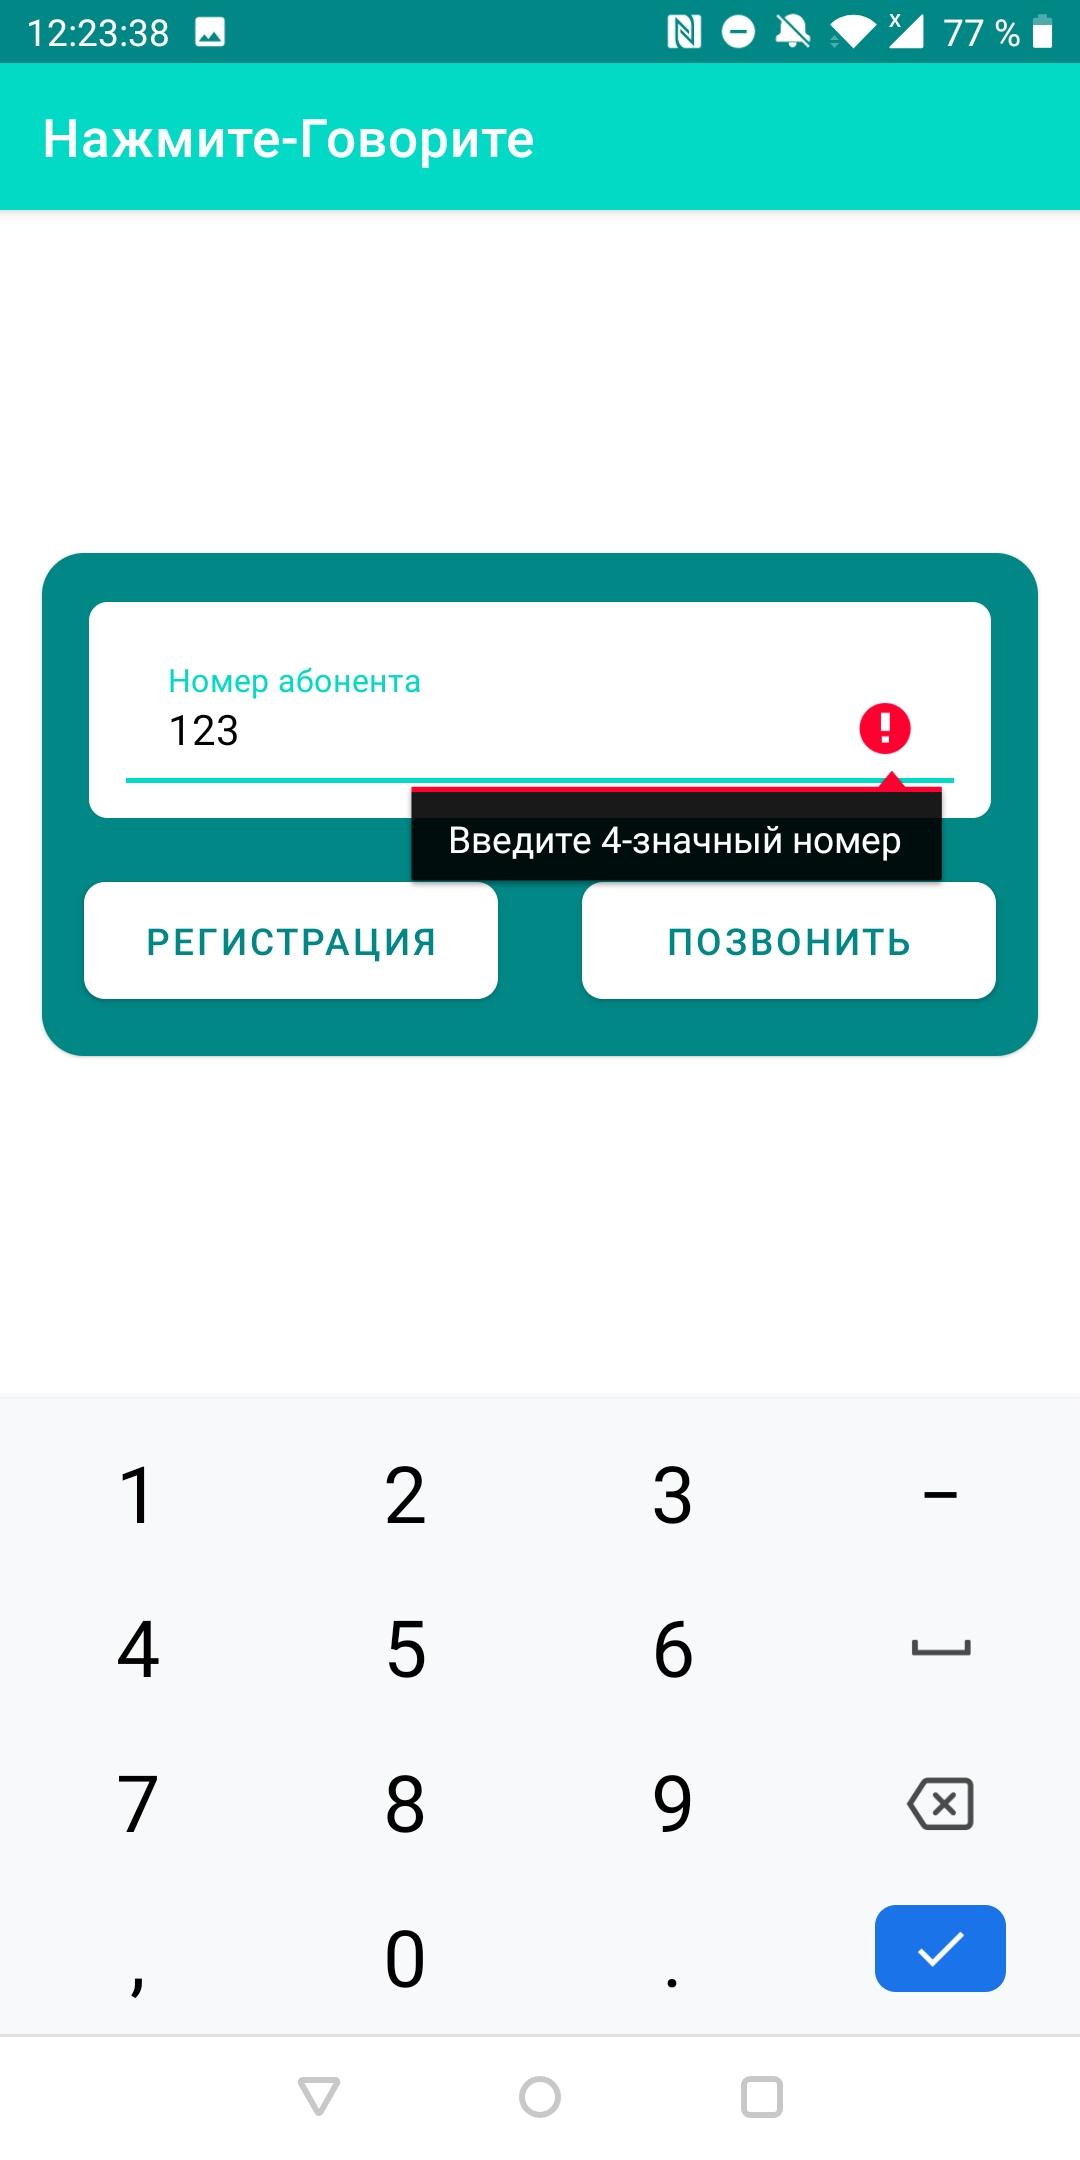 12:23:38 x 77 %
Нажмите-Говорите
Номер абонента
123
Введите 4-значный номер
РЕГИСТРАЦИЯ ПОЗВОНИТЬ
1 2 3 –
4 5 6
7 8 9
, 0 .